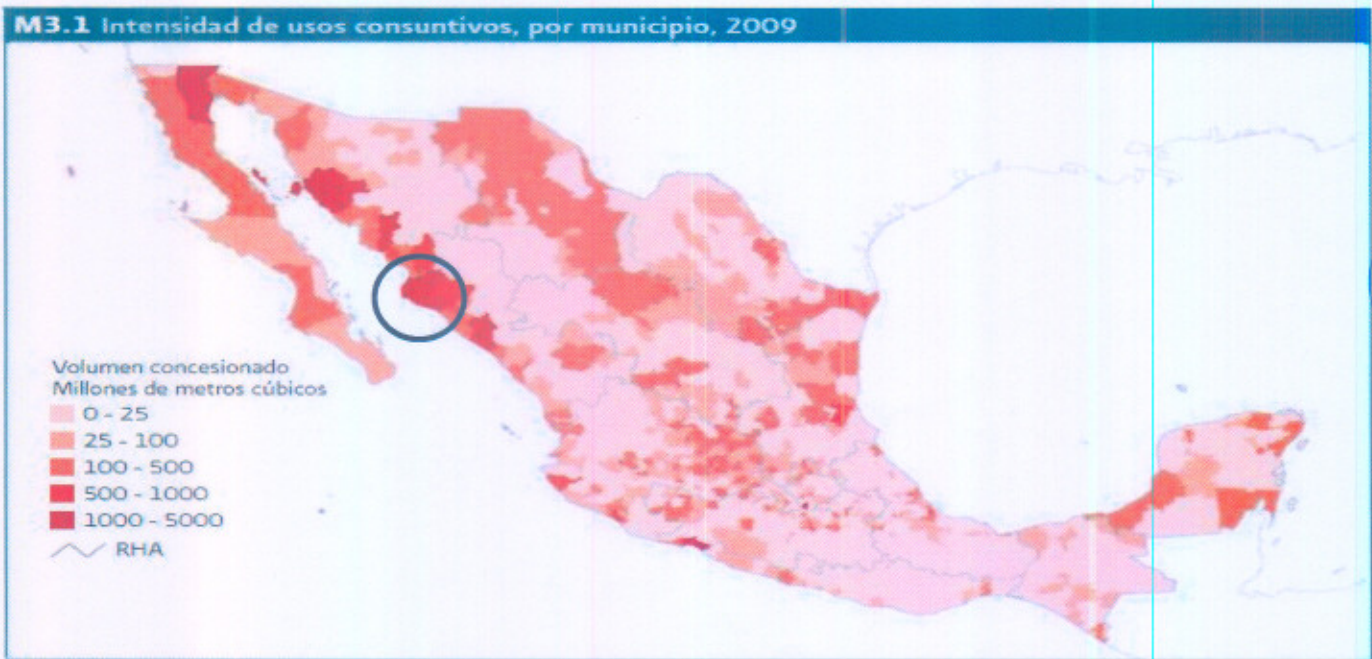 M3.1 Intensidad de usos consuntivos, por municipio, 2009
Volumen concesionado
Millones de metros cúbicos
0 - 25
25 - 100
100 - 500
500 - 1000
1000 - 5000
RHA